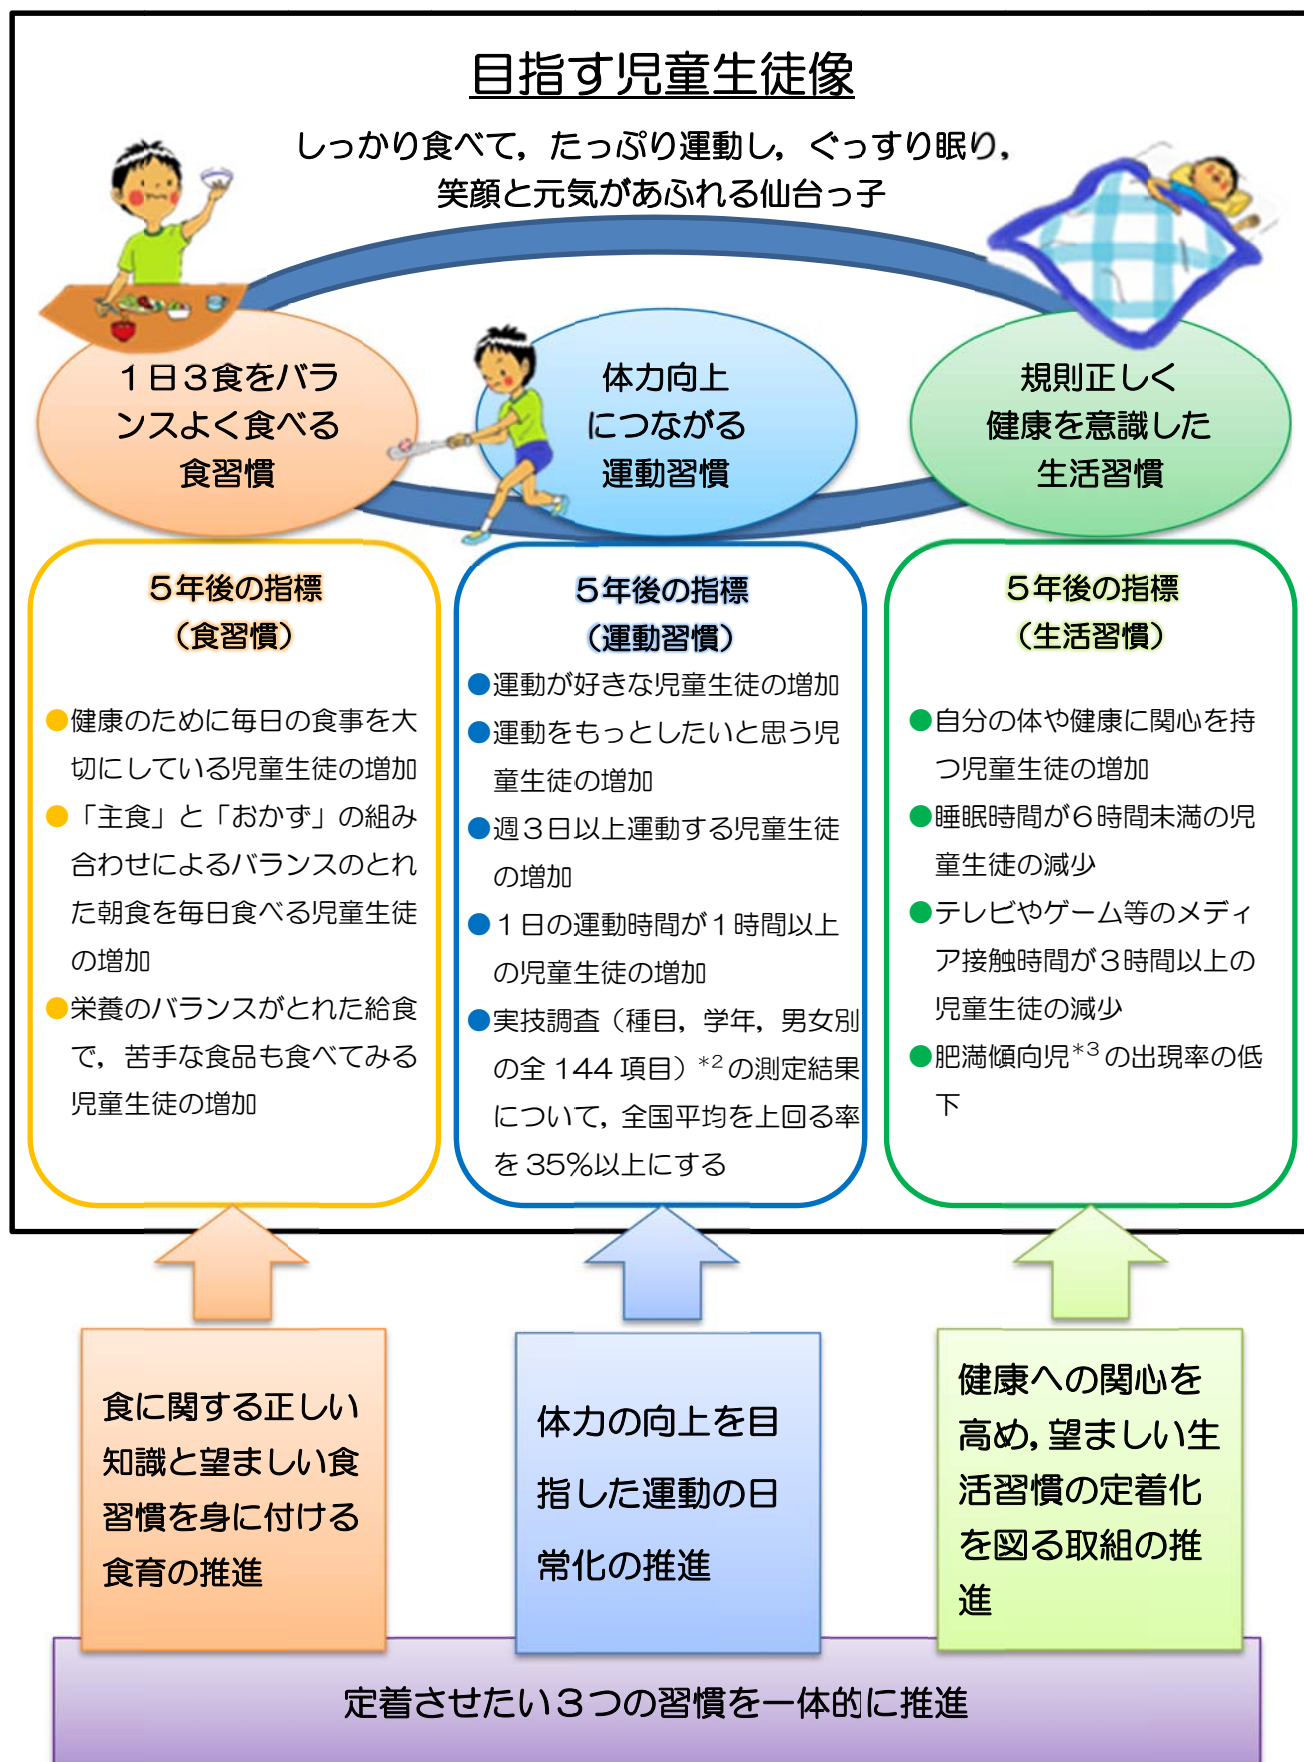 目指す児童生徒像
しっかり食べて，たっぷり運動し，ぐっすり眠り，
笑顔と元気があふれる仙台っ子
１日３食をバラ
ンスよく食べる
食習慣
体力向上
につながる
運動習慣
規則正しく
健康を意識した
生活習慣
５年後の指標
（食習慣）
●健康のために毎日の食事を大
切にしている児童生徒の増加
●「主食」と「おかず」の組み
合わせによるバランスのとれ
た朝食を毎日食べる児童生徒
の増加
●栄養のバランスがとれた給食
で，苦手な食品も食べてみる
児童生徒の増加
５年後の指標
（運動習慣）
●運動が好きな児童生徒の増加
●運動をもっとしたいと思う児
童生徒の増加
●週３日以上運動する児童生徒
の増加
●１日の運動時間が１時間以上
の児童生徒の増加
●実技調査（種目，学年，男女別
の全 144 項目）*2の測定結果
について，全国平均を上回る率
を 35％以上にする
５年後の指標
（生活習慣）
●自分の体や健康に関心を持
つ児童生徒の増加
●睡眠時間が６時間未満の児
童生徒の減少
●テレビやゲーム等のメディ
ア接触時間が３時間以上の
児童生徒の減少
●肥満傾向児*3の出現率の低
下
食に関する正しい
知識と望ましい食
習慣を身に付ける
食育の推進
体力の向上を目
指した運動の日
常化の推進
健康への関心を
高め，望ましい生
活習慣の定着化
を図る取組の推
進
定着させたい３つの習慣を一体的に推進